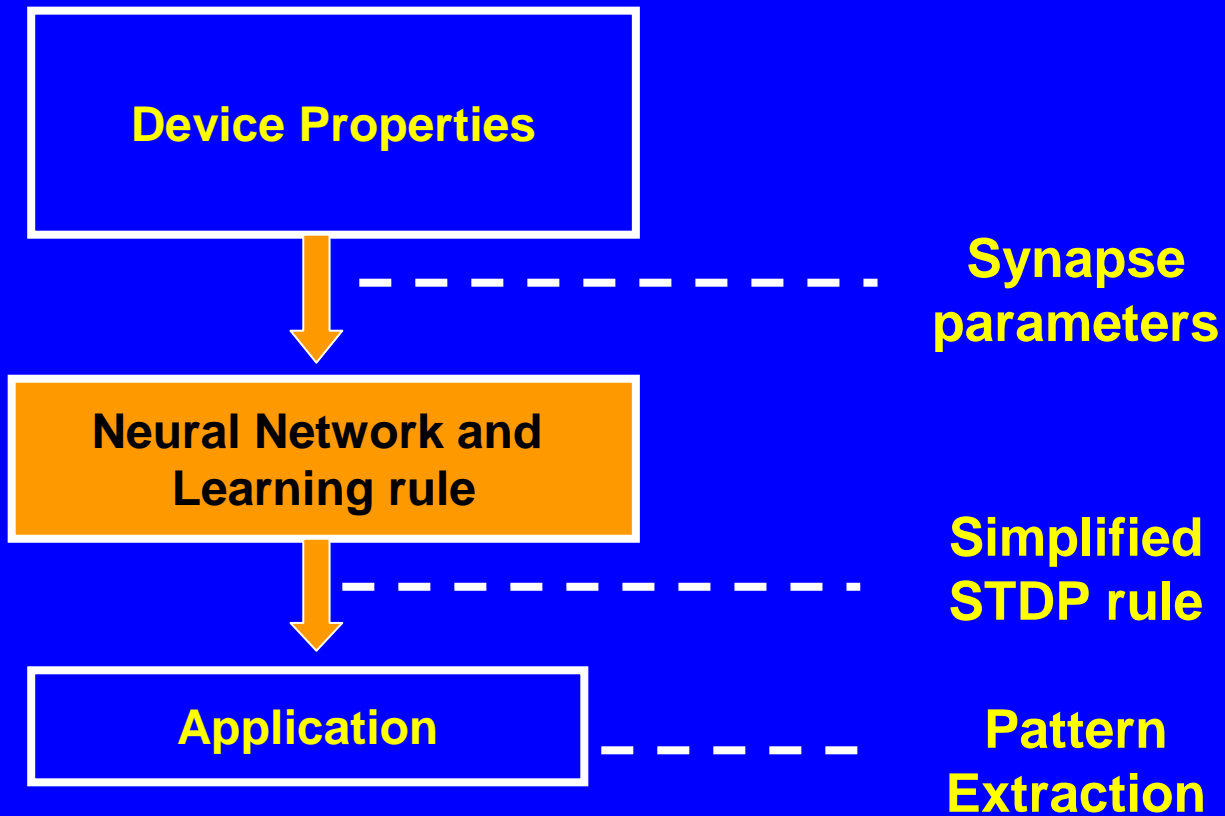 Device Properties
Synapse
parameters
Neural Network and
Learning rule
Simplified
STDP rule
Application
Pattern
Extraction